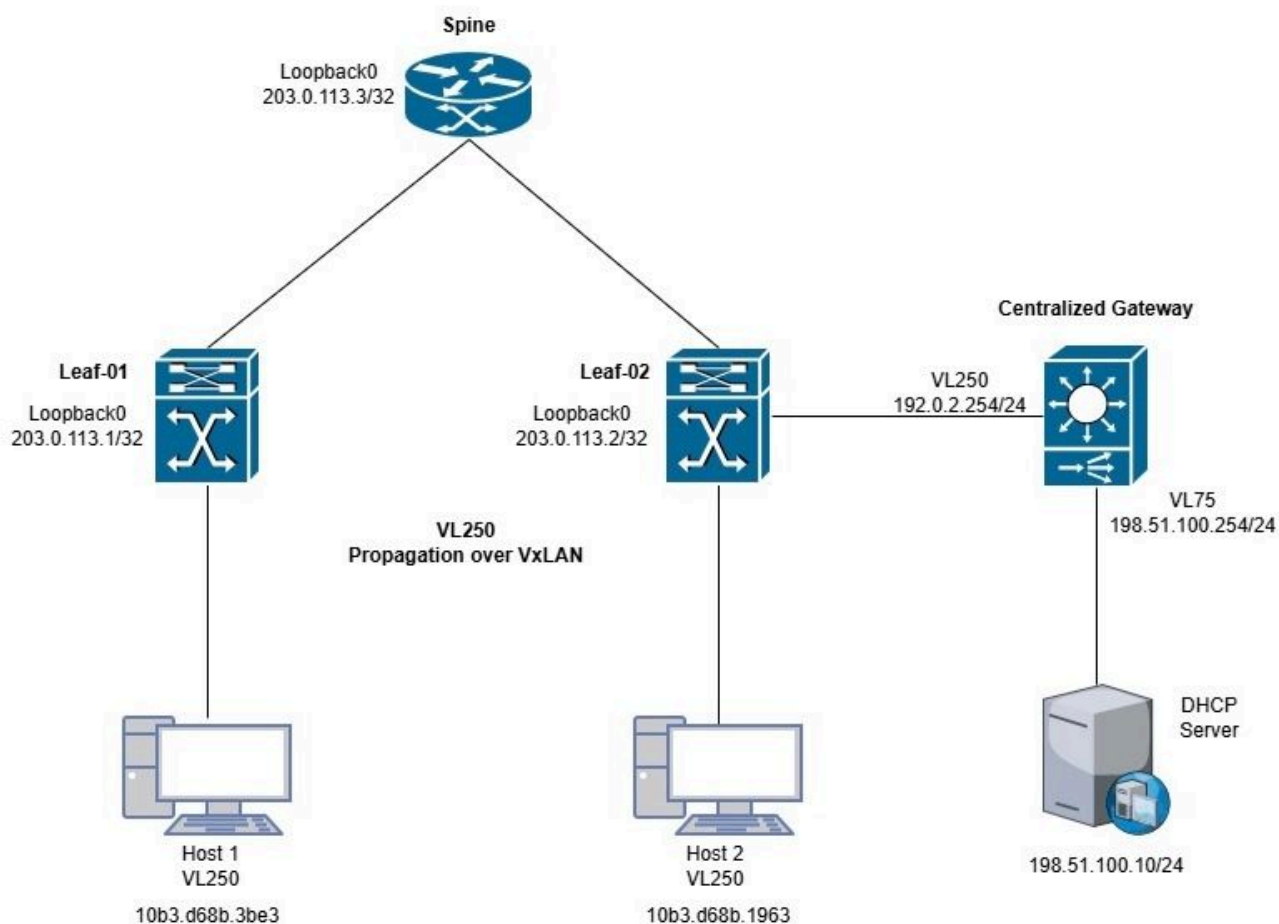 Spine
Loopback0
203.0.113.3/32
Centralized Gateway
Leaf-01
Loopback0
203.0.113.1/32
Leaf-02
Loopback0
203.0.113.2/32
VL250
192.0.2.254/24
VL75
198.51.100.254/24
VL250
Propagation over VxLAN
DHCP
Server
198.51.100.10/24
Host 1
VL250
10b3.d68b.3be3
Host 2
VL250
10b3.d68b.1963